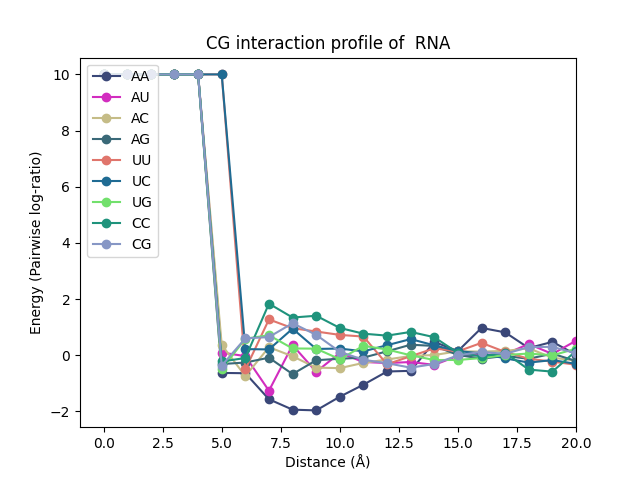 CG interaction profile of  RNA
Energy (Pairwise log-ratio)
10
8
6
4
2
0
−2
AA
AU
AC
AG
UU
UC
UG
CC
CG
0.0 2.5 5.0 7.5 10.0 12.5 15.0 17.5 20.0
Distance (Å)